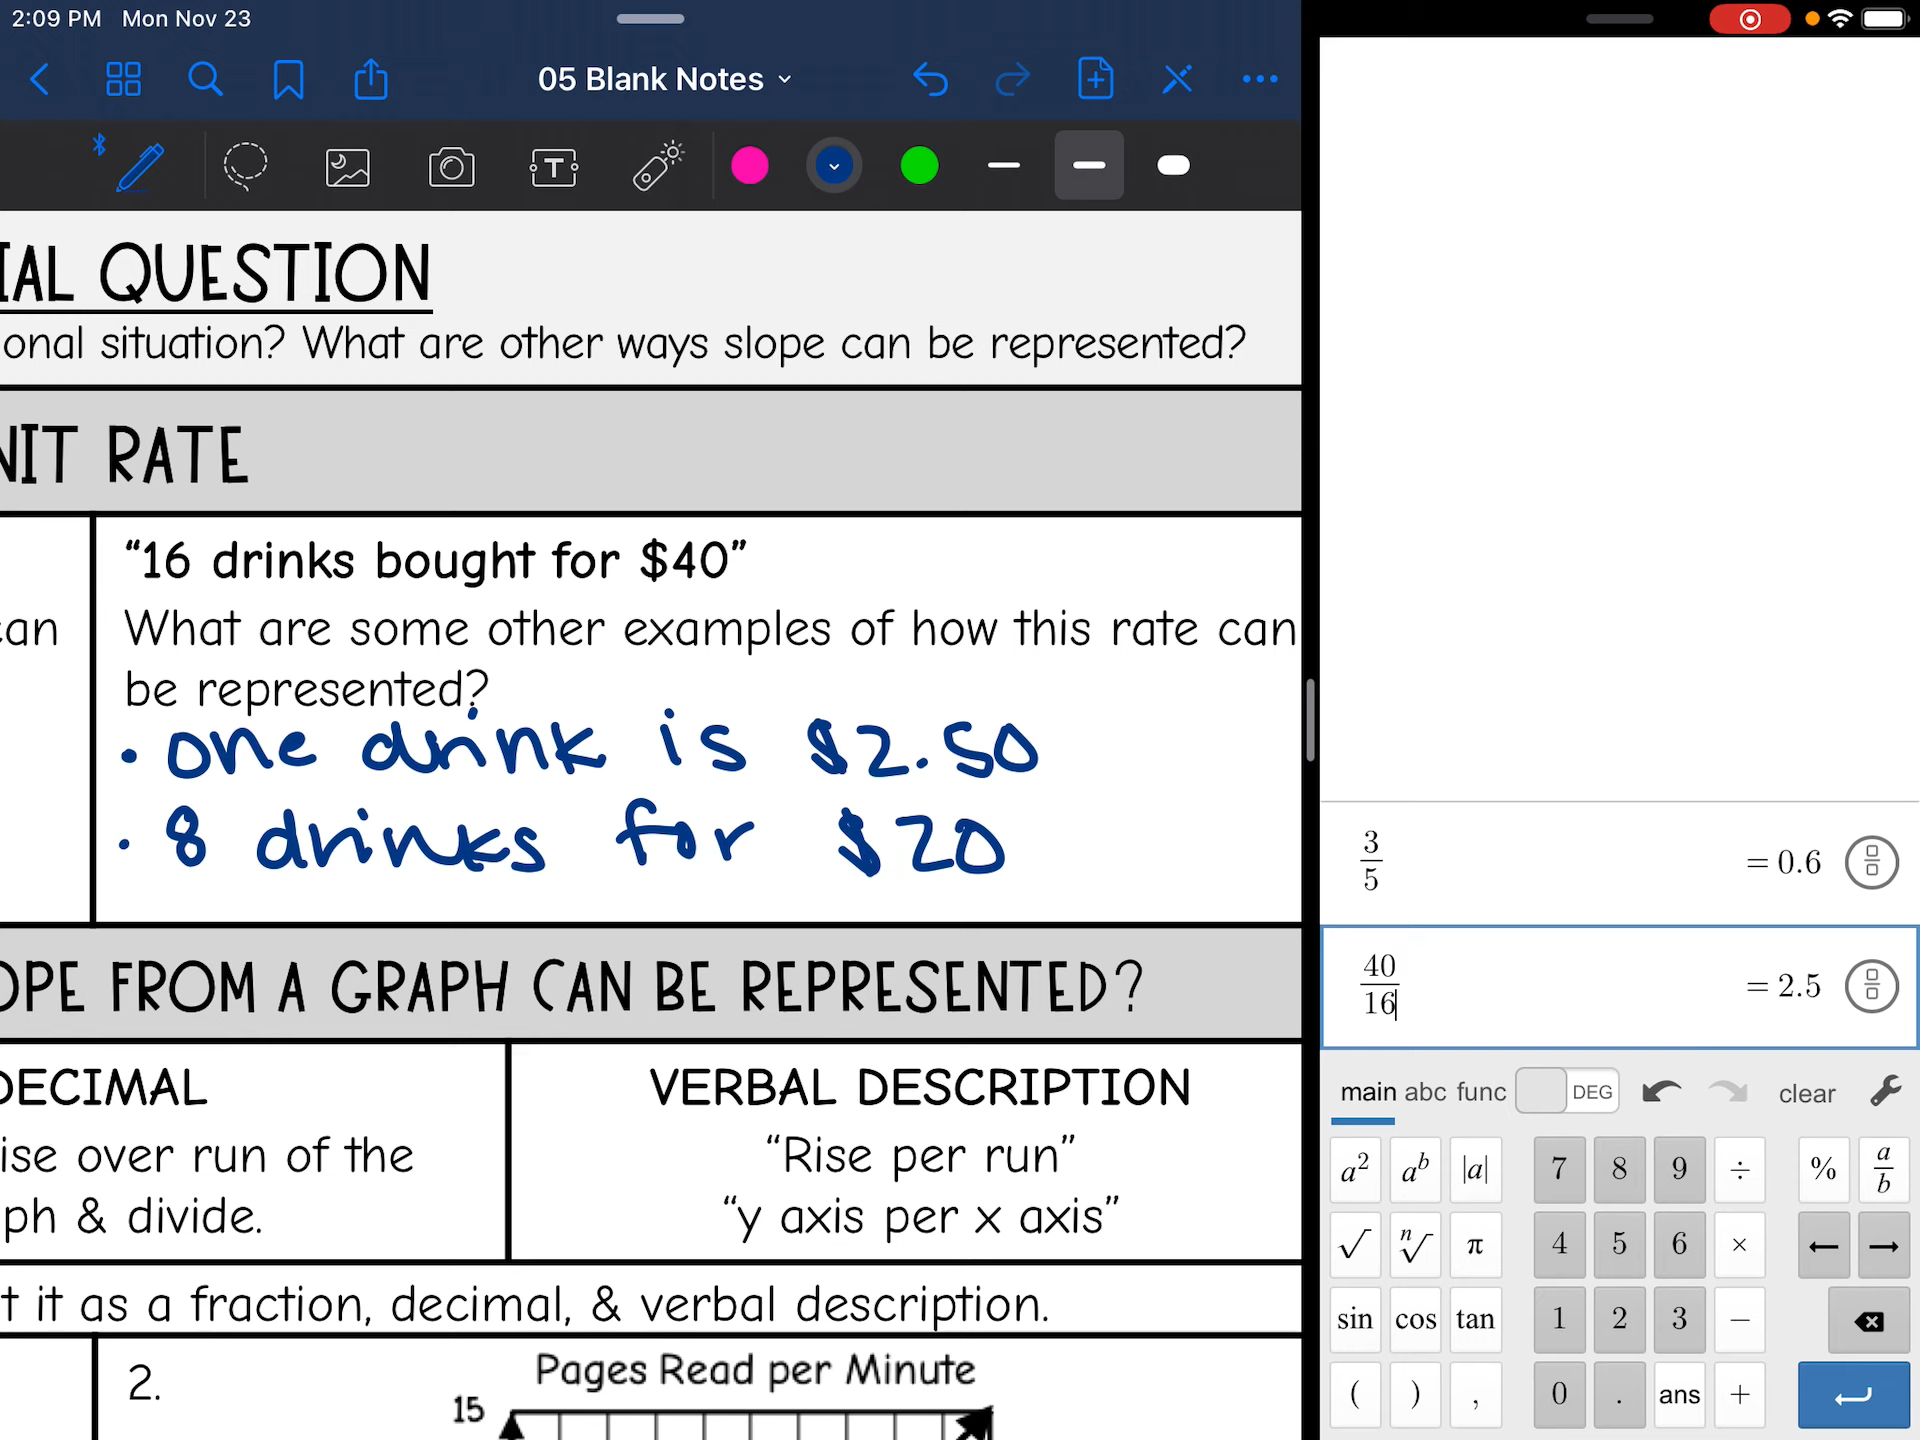 2:09 PM Mon Nov 23
05 Blank Notes
T
IAL QUESTION
onal situation? What are other ways slope can be represented?
NIT RATE
"16 drinks bought for $40"
can
What are some other examples of how this rate can
be represented?
• one drink is $2.50
• 8 drinks for $20
OPE FROM A GRAPH CAN BE REPRESENTED?
DECIMAL
ise over run of the
ph & divide.
VERBAL DESCRIPTION
"Rise per run"
"y axis per x axis"
t it as a fraction, decimal, & verbal description.
2.
Pages Read per Minute
15
3/5 = 0.6
40/16 = 2.5
main abc func DEG clear
a² aᵇ |a| 7 8 9 ÷ % a/b
√ ⁿ√ π 4 5 6 × ← →
sin cos tan 1 2 3 −
( ) , 0 . ans +